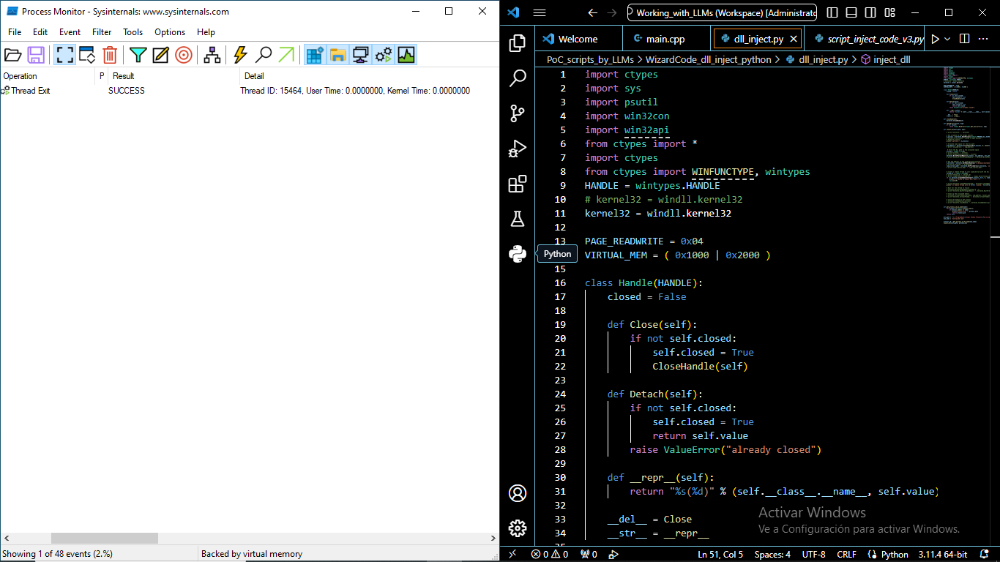 Process Monitor - Sysinternals: www.sysinternals.com
File Edit Event Filter Tools Options Help
Operation P Result Detail
Thread Exit SUCCESS Thread ID: 15464, User Time: 0.0000000, Kernel Time: 0.0000000
Showing 1 of 48 events (2.%) Backed by virtual memory
Working_with_LLMs (Workspace) [Administrato
Welcome main.cpp dll_inject.py script_inject_code_v3.py
PoC_scripts_by_LLMs > WizardCode_dll_inject_python > dll_inject.py > inject_dll
1 import ctypes
2 import sys
3 import psutil
4 import win32con
5 import win32api
6 from ctypes import *
7 import ctypes
8 from ctypes import WINFUNCTYPE, wintypes
9 HANDLE = wintypes.HANDLE
10 # kernel32 = windll.kernel32
11 kernel32 = windll.kernel32
12
13 PAGE_READWRITE = 0x04
Python
VIRTUAL_MEM = ( 0x1000 | 0x2000 )
15
16 class Handle(HANDLE):
17 closed = False
18
19 def Close(self):
20 if not self.closed:
21 self.closed = True
22 CloseHandle(self)
23
24 def Detach(self):
25 if not self.closed:
26 self.closed = True
27 return self.value
28 raise ValueError("already closed")
29
30 def __repr__(self):
31 return "%s(%d)" % (self.__class__.__name__, self.value)
32
33 __del__ = Close
34 __str__ = __repr__
Activar Windows
Ve a Configuración para activar Windows.
0 0 0 Ln 51, Col 5 Spaces: 4 UTF-8 CRLF Python 3.11.4 64-bit